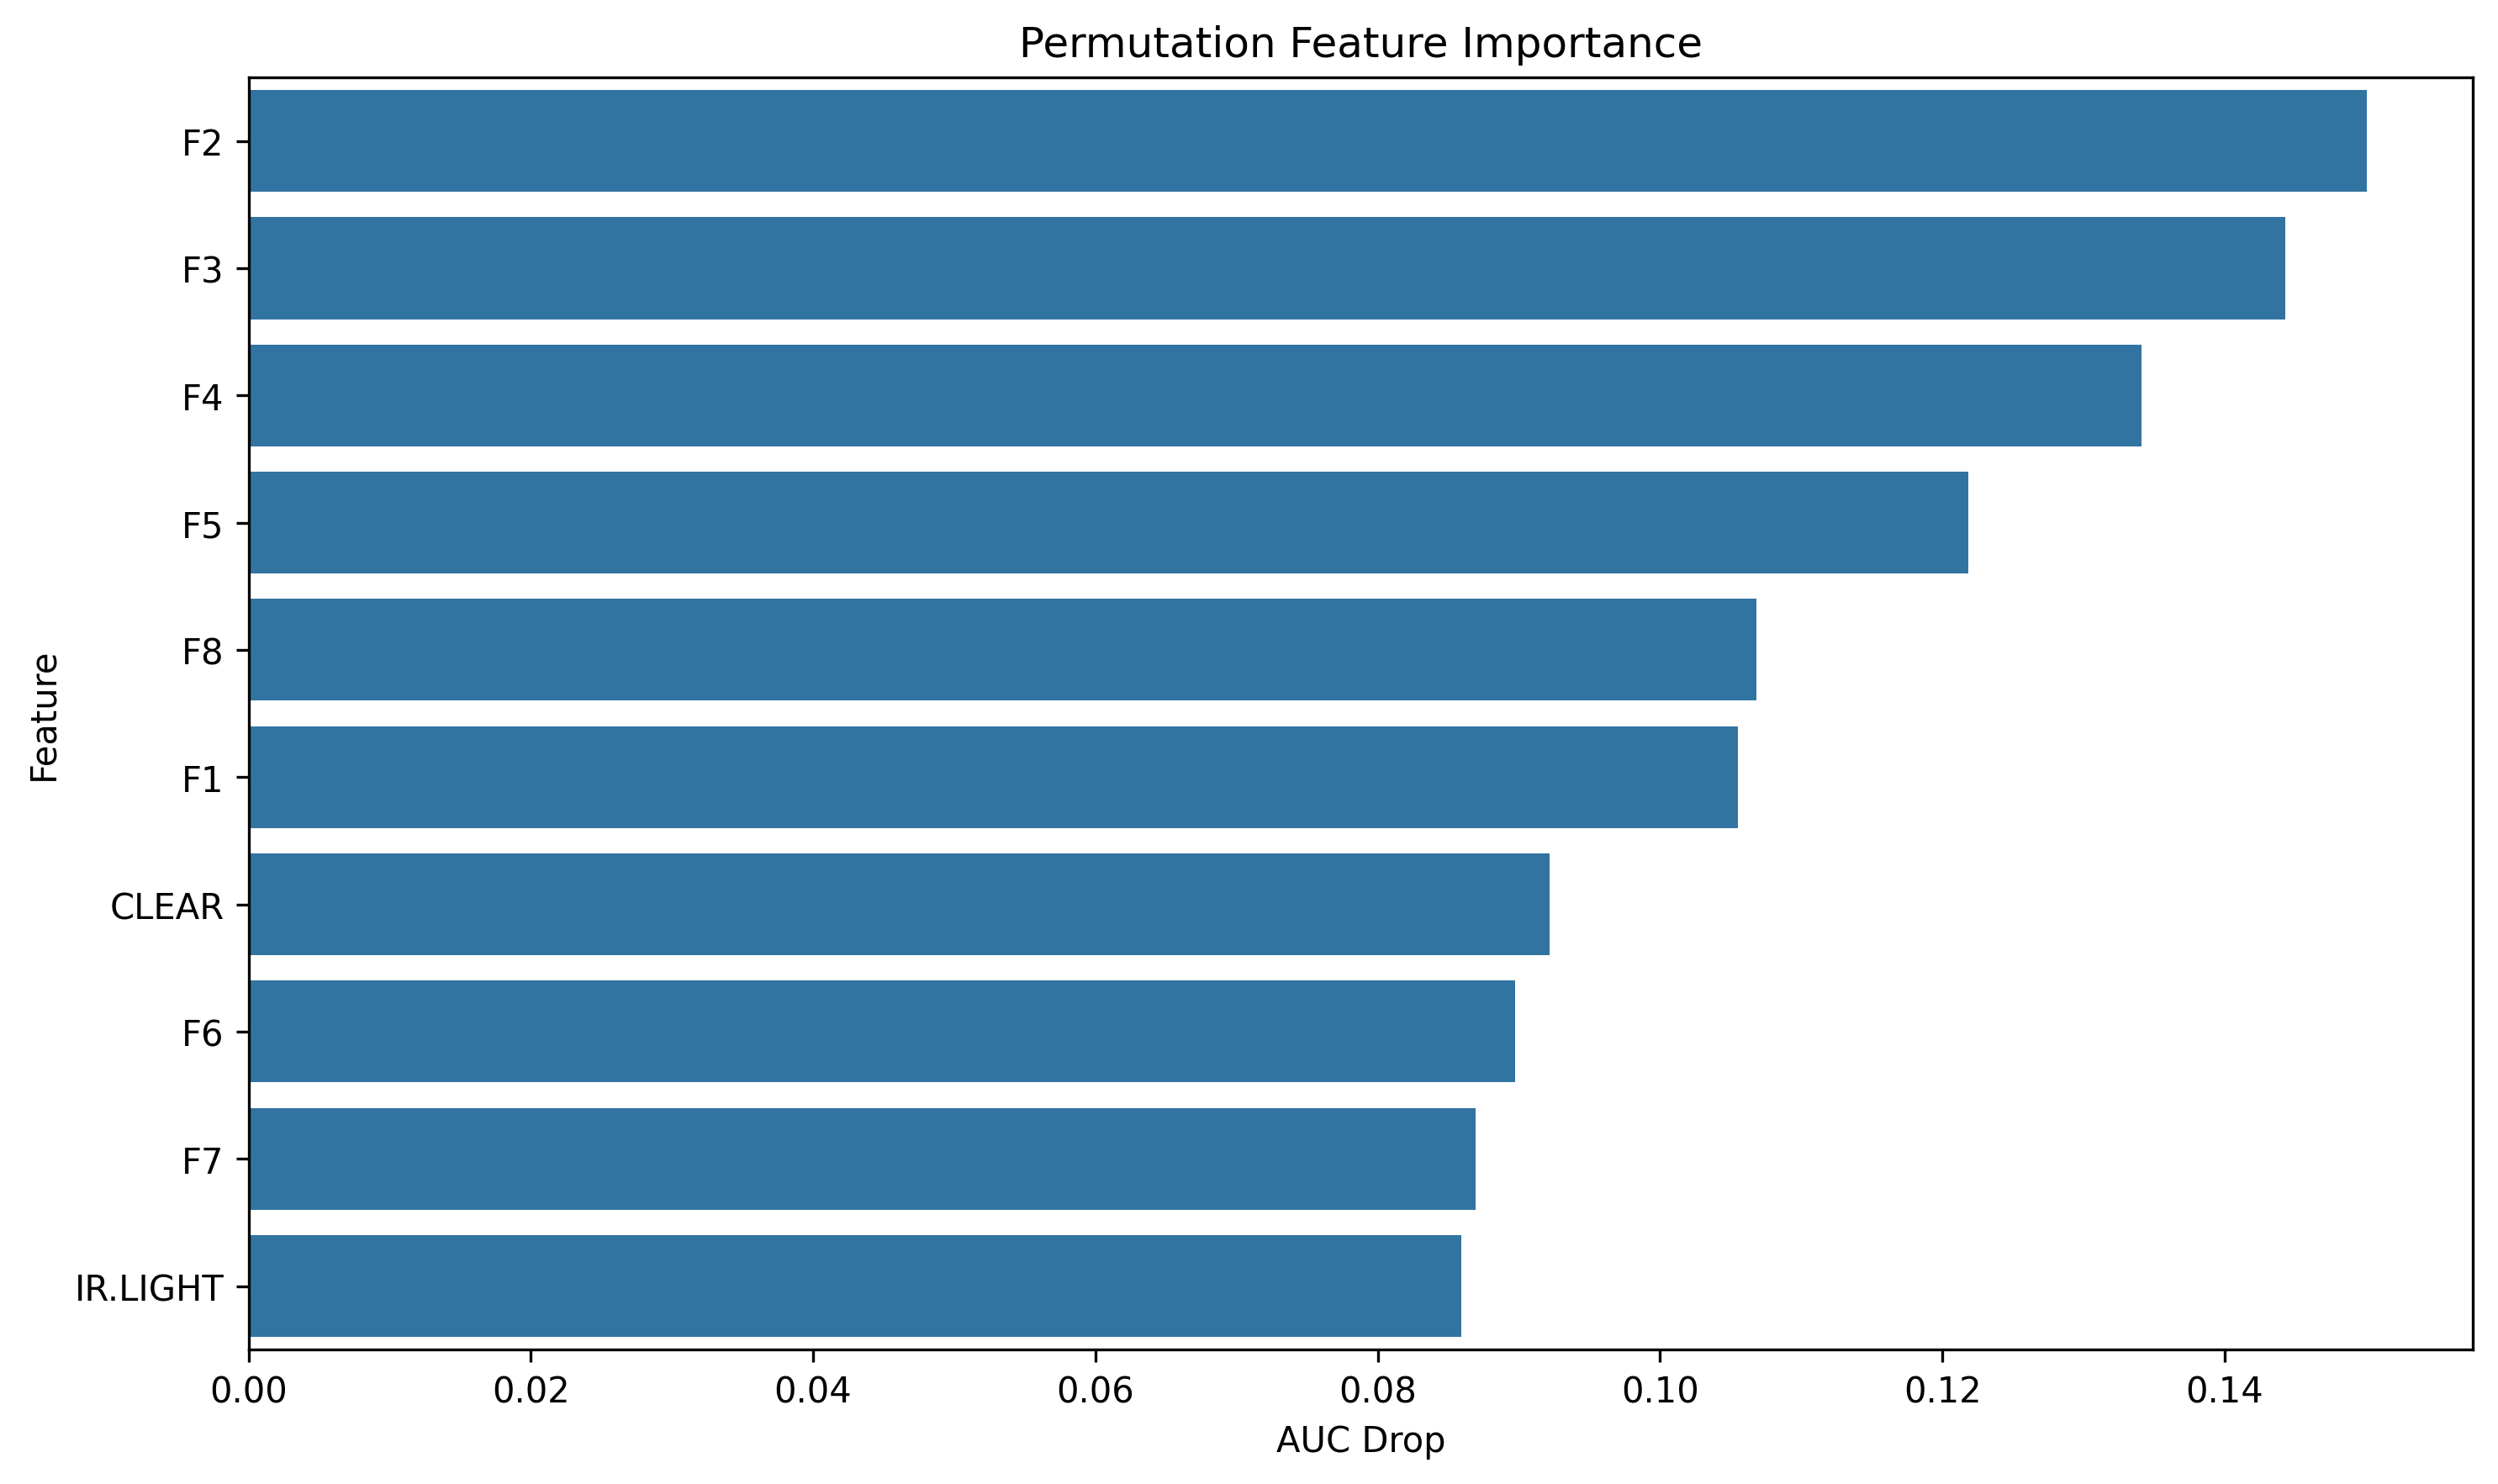 Permutation Feature Importance
Feature
F2
F3
F4
F5
F8
F1
CLEAR
F6
F7
IR.LIGHT
0.00 0.02 0.04 0.06 0.08 0.10 0.12 0.14
AUC Drop